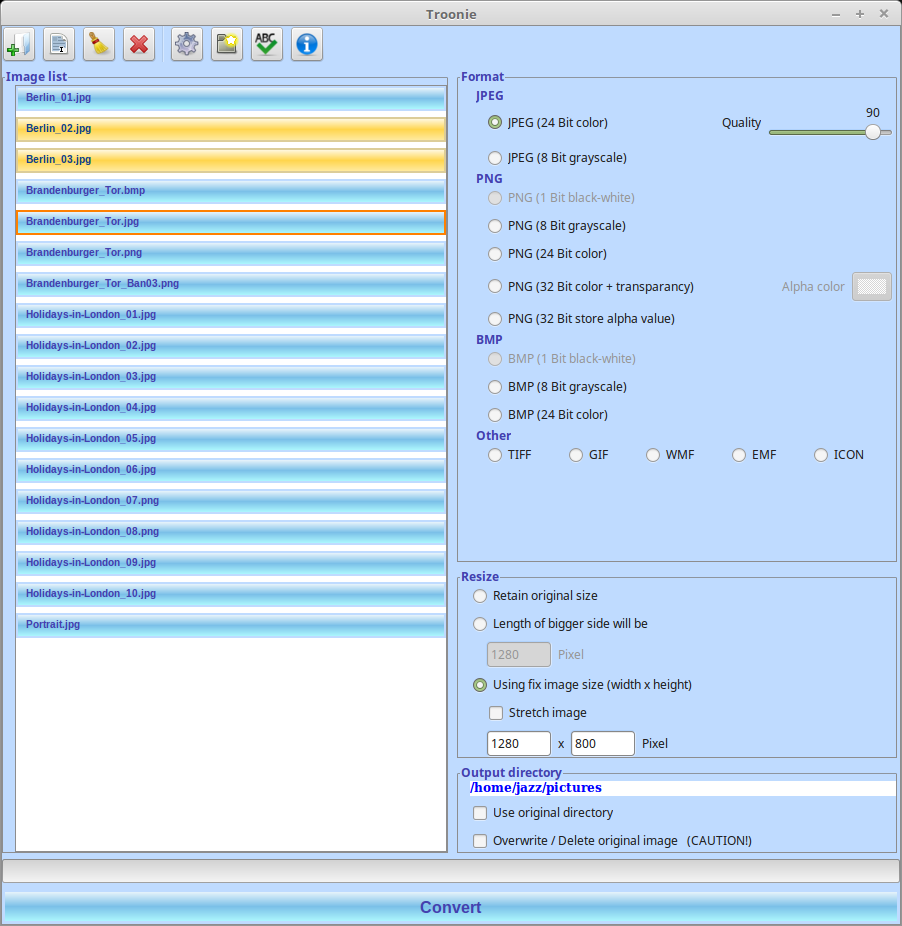 Troonie
ABC
Image list
Berlin_01.jpg
Berlin_02.jpg
Berlin_03.jpg
Brandenburger_Tor.bmp
Brandenburger_Tor.jpg
Brandenburger_Tor.png
Brandenburger_Tor_Ban03.png
Holidays-in-London_01.jpg
Holidays-in-London_02.jpg
Holidays-in-London_03.jpg
Holidays-in-London_04.jpg
Holidays-in-London_05.jpg
Holidays-in-London_06.jpg
Holidays-in-London_07.png
Holidays-in-London_08.png
Holidays-in-London_09.jpg
Holidays-in-London_10.jpg
Portrait.jpg
Format
JPEG
JPEG (24 Bit color) Quality 90
JPEG (8 Bit grayscale)
PNG
PNG (1 Bit black-white)
PNG (8 Bit grayscale)
PNG (24 Bit color)
PNG (32 Bit color + transparancy) Alpha color
PNG (32 Bit store alpha value)
BMP
BMP (1 Bit black-white)
BMP (8 Bit grayscale)
BMP (24 Bit color)
Other
TIFF GIF WMF EMF ICON
Resize
Retain original size
Length of bigger side will be
1280 Pixel
Using fix image size (width x height)
Stretch image
1280 x 800 Pixel
Output directory
/home/jazz/pictures
Use original directory
Overwrite / Delete original image (CAUTION!)
Convert